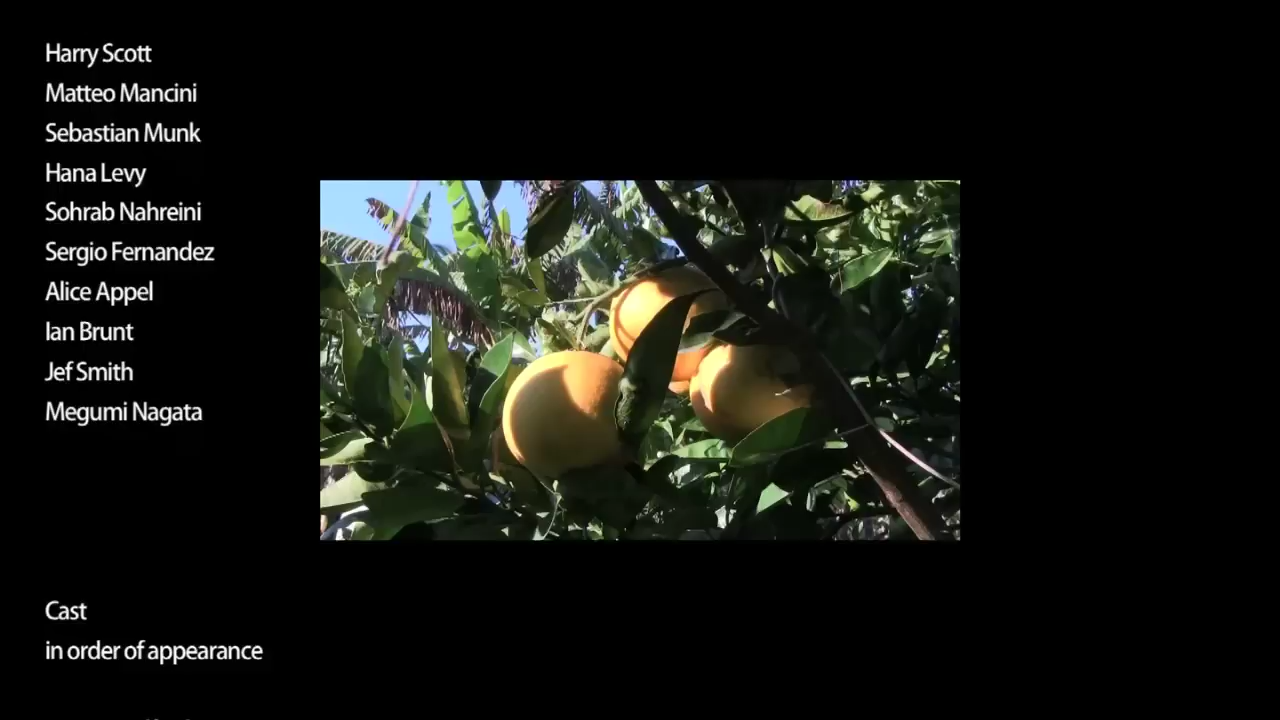 Harry Scott
Matteo Mancini
Sebastian Munk
Hana Levy
Sohrab Nahreini
Sergio Fernandez
Alice Appel
Ian Brunt
Jef Smith
Megumi Nagata
Cast
in order of appearance